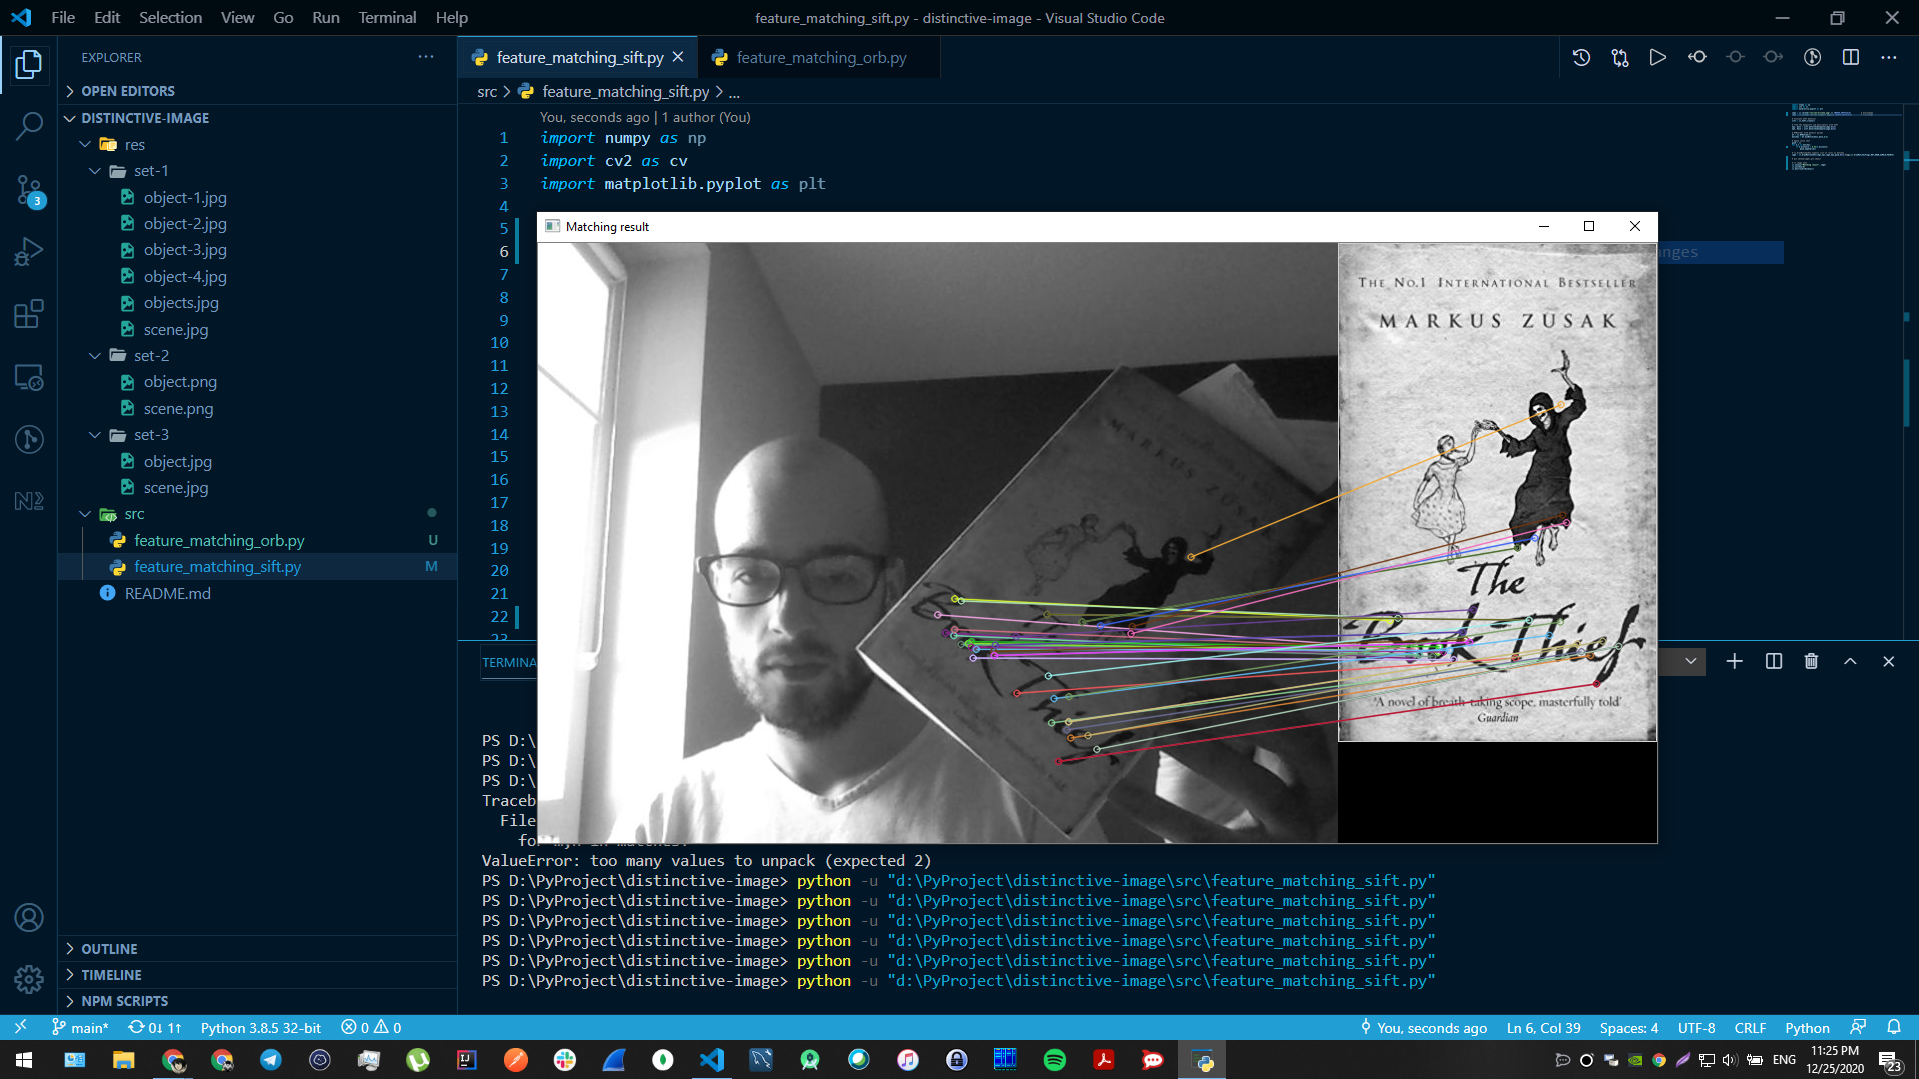 File Edit Selection View Go Run Terminal Help
feature_matching_sift.py - distinctive-image - Visual Studio Code
EXPLORER
OPEN EDITORS
DISTINCTIVE-IMAGE
res
set-1
object-1.jpg
object-2.jpg
object-3.jpg
object-4.jpg
objects.jpg
scene.jpg
set-2
object.png
scene.png
set-3
object.jpg
scene.jpg
src
feature_matching_orb.py U
feature_matching_sift.py M
README.md
OUTLINE
TIMELINE
NPM SCRIPTS
3
feature_matching_sift.py
feature_matching_orb.py
src > feature_matching_sift.py > ...
You, seconds ago | 1 author (You)
1 import numpy as np
2 import cv2 as cv
3 import matplotlib.pyplot as plt
4
5
6
7
8
9
10
11
12
13
14
15
16
17
18
19
20
21
22
23
Matching result
MARKUS ZUSAK
THE NO.1 INTERNATIONAL BESTSELLER
MARKUS ZUSAK
The
Book Thief
'A novel of breath-taking scope, masterfully told'
Guardian
TERMINA
PS D:\
PS D:\
PS D:\
Traceb
File
ValueError: too many values to unpack (expected 2)
PS D:\PyProject\distinctive-image> python -u "d:\PyProject\distinctive-image\src\feature_matching_sift.py"
PS D:\PyProject\distinctive-image> python -u "d:\PyProject\distinctive-image\src\feature_matching_sift.py"
PS D:\PyProject\distinctive-image> python -u "d:\PyProject\distinctive-image\src\feature_matching_sift.py"
PS D:\PyProject\distinctive-image> python -u "d:\PyProject\distinctive-image\src\feature_matching_sift.py"
PS D:\PyProject\distinctive-image> python -u "d:\PyProject\distinctive-image\src\feature_matching_sift.py"
PS D:\PyProject\distinctive-image> python -u "d:\PyProject\distinctive-image\src\feature_matching_sift.py"
main* 0↓ 1↑ Python 3.8.5 32-bit 0 0
You, seconds ago Ln 6, Col 39 Spaces: 4 UTF-8 CRLF Python
ENG
11:25 PM
12/25/2020
23